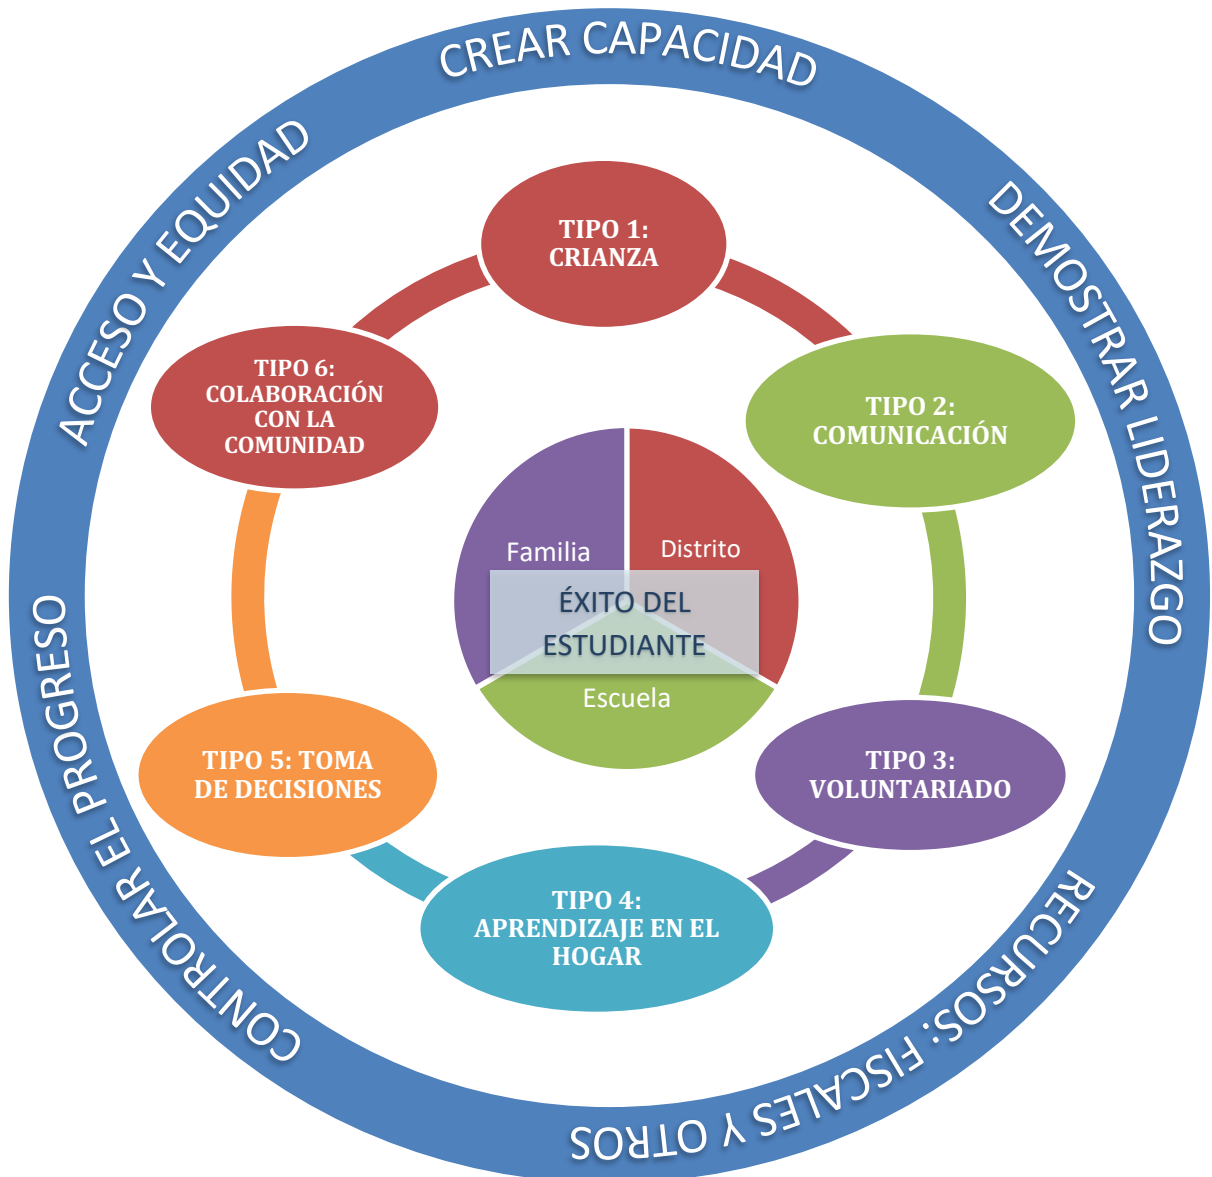 CREAR CAPACIDAD
DEMOSTRAR LIDERAZGO
RECURSOS: FISCALES Y OTROS
CONTROLAR EL PROGRESO
ACCESO Y EQUIDAD
TIPO 1:
CRIANZA
TIPO 2:
COMUNICACIÓN
TIPO 3:
VOLUNTARIADO
TIPO 4:
APRENDIZAJE EN EL
HOGAR
TIPO 5: TOMA
DE DECISIONES
TIPO 6:
COLABORACIÓN
CON LA
COMUNIDAD
Familia
Distrito
ÉXITO DEL
ESTUDIANTE
Escuela